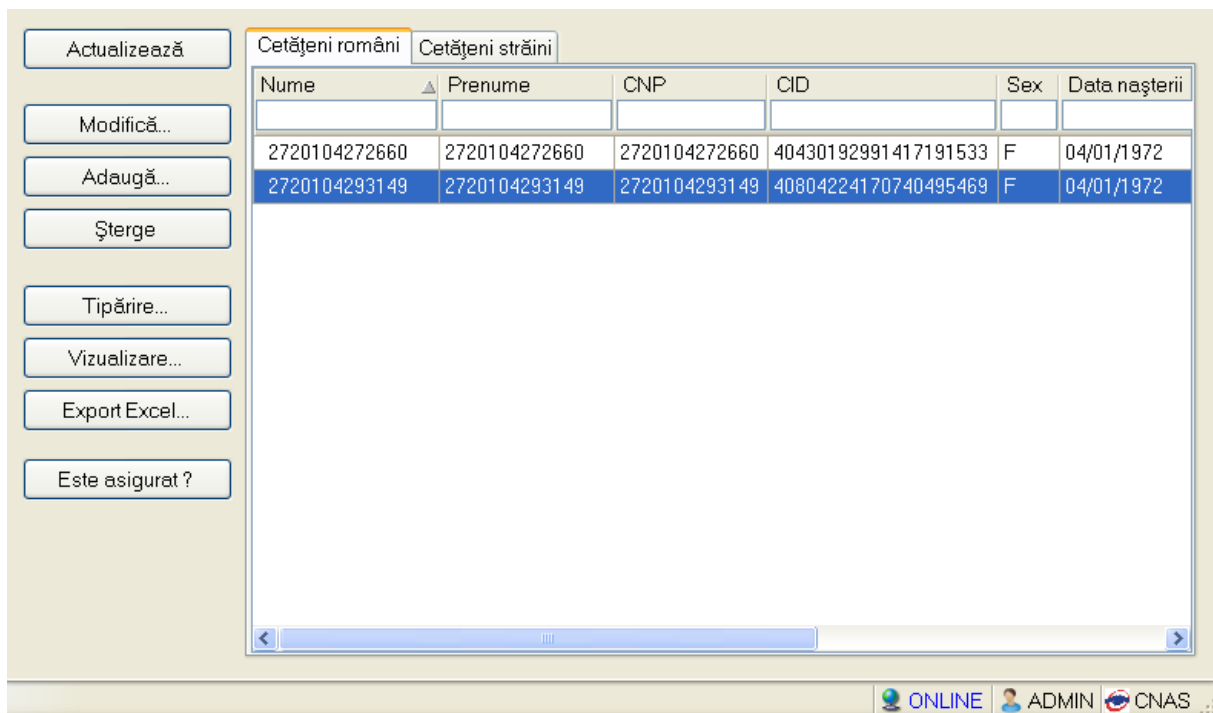 Actualizează
Modifică...
Adaugă...
Şterge
Tipărire...
Vizualizare...
Export Excel...
Este asigurat ?
Cetăţeni români Cetăţeni străini
Nume Prenume CNP CID Sex Data naşterii
2720104272660 2720104272660 2720104272660 40430192991417191533 F 04/01/1972
2720104293149 2720104293149 2720104293149 40804224170740495469 F 04/01/1972
ONLINE ADMIN CNAS